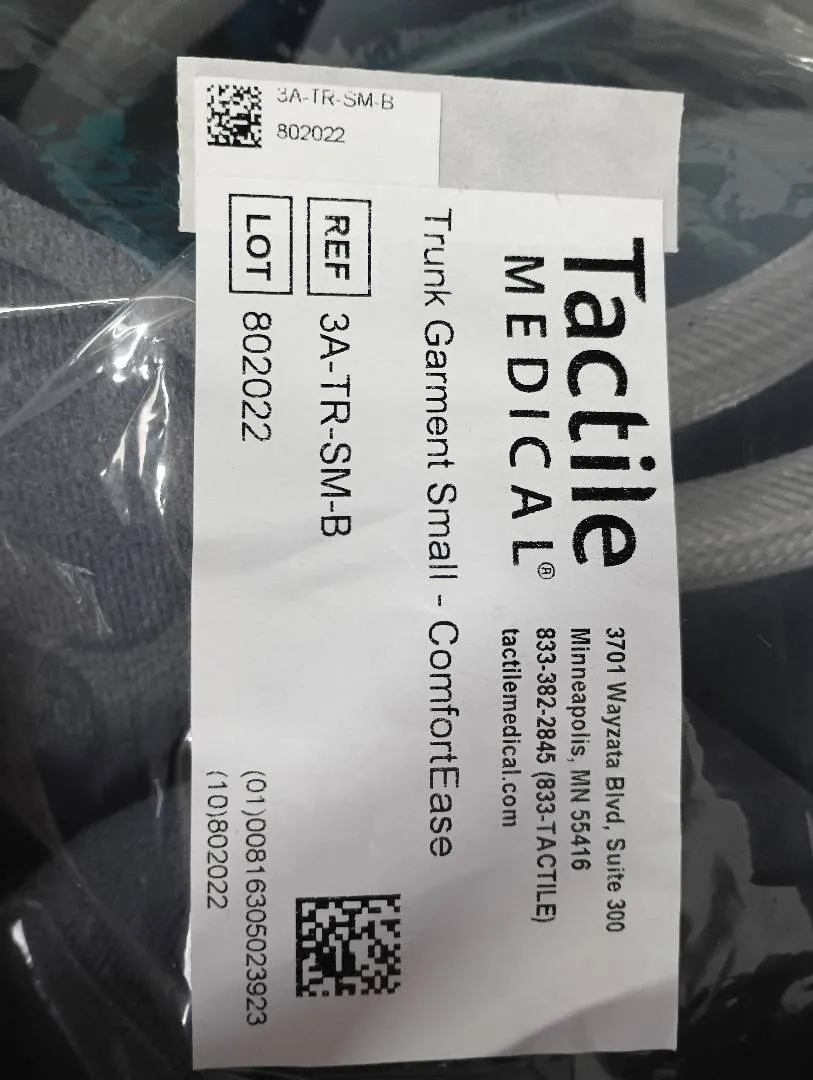 3A-TR-SM-B
802022
Tactile
MEDICAL®
3701 Wayzata Blvd, Suite 300
Minneapolis, MN 55416
833-382-2845 (833-TACTILE)
tactilemedical.com
Trunk Garment Small - ComfortEase
REF 3A-TR-SM-B
LOT 802022
(01)00816305023923
(10)802022